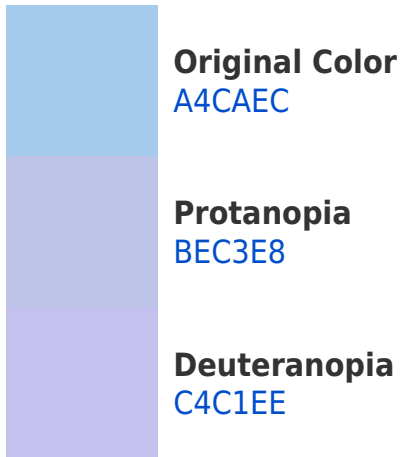 Original Color
A4CAEC
Protanopia
BEC3E8
Deuteranopia
C4C1EE